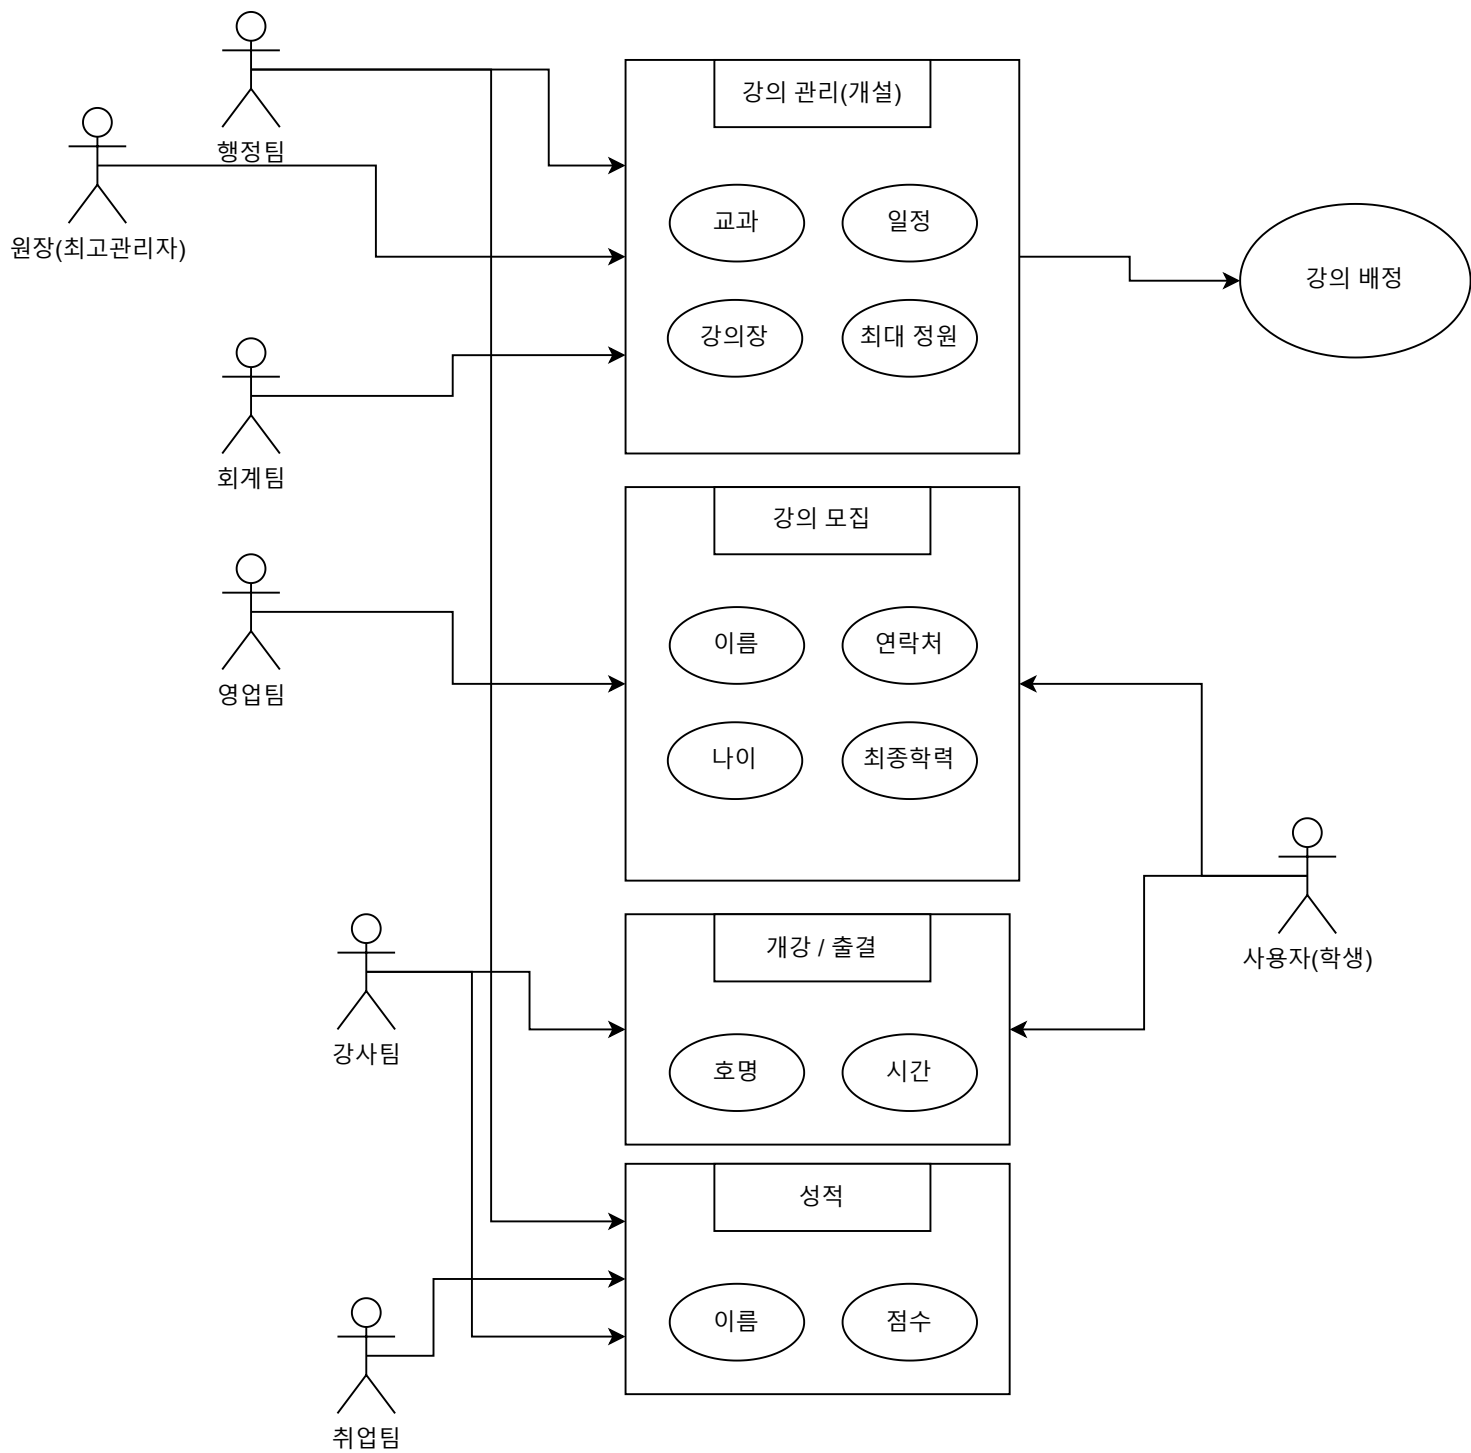 행정팀
원장(최고관리자)
회계팀
영업팀
강사팀
취업팀
강의 관리(개설)
교과
일정
강의장
최대 정원
강의 배정
강의 모집
이름
연락처
나이
최종학력
사용자(학생)
개강 / 출결
호명
시간
성적
이름
점수